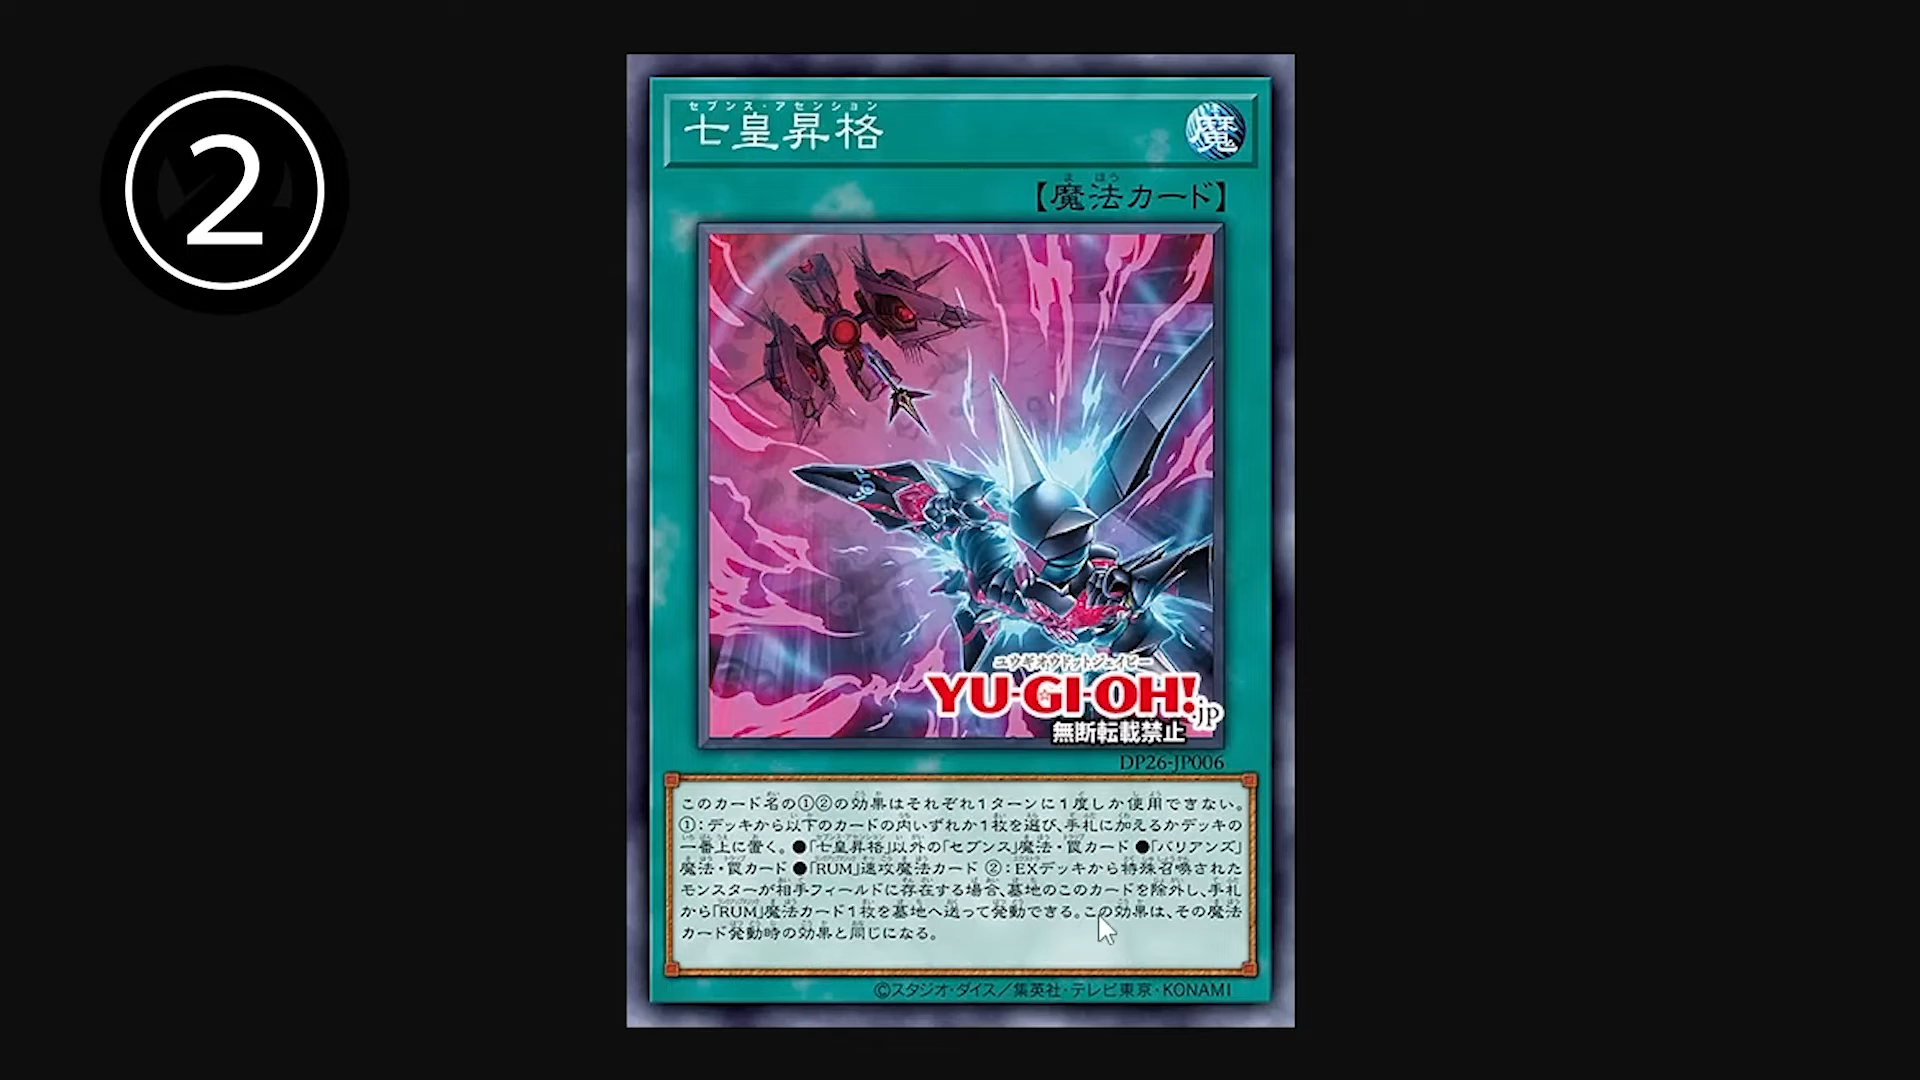 ②
セブンス・アセンション
七皇昇格
魔
まほう
【魔法カード】
ユウギオウドットジェイピー
YU-GI-OH!.jp
無断転載禁止
DP26-JP006
このカード名の①②の効果はそれぞれ1ターンに1度しか使用できない。
①：デッキから以下のカードの内いずれか1枚を選び、手札に加えるかデッキの
一番上に置く。●「七皇昇格」以外の「セブンス」魔法・罠カード ●「バリアンズ」
魔法・罠カード ●「RUM」速攻魔法カード ②：EXデッキから特殊召喚された
モンスターが相手フィールドに存在する場合、墓地のこのカードを除外し、手札
から「RUM」魔法カード1枚を墓地へ送って発動できる。この効果は、その魔法
カード発動時の効果と同じになる。
©スタジオ・ダイス／集英社・テレビ東京・KONAMI